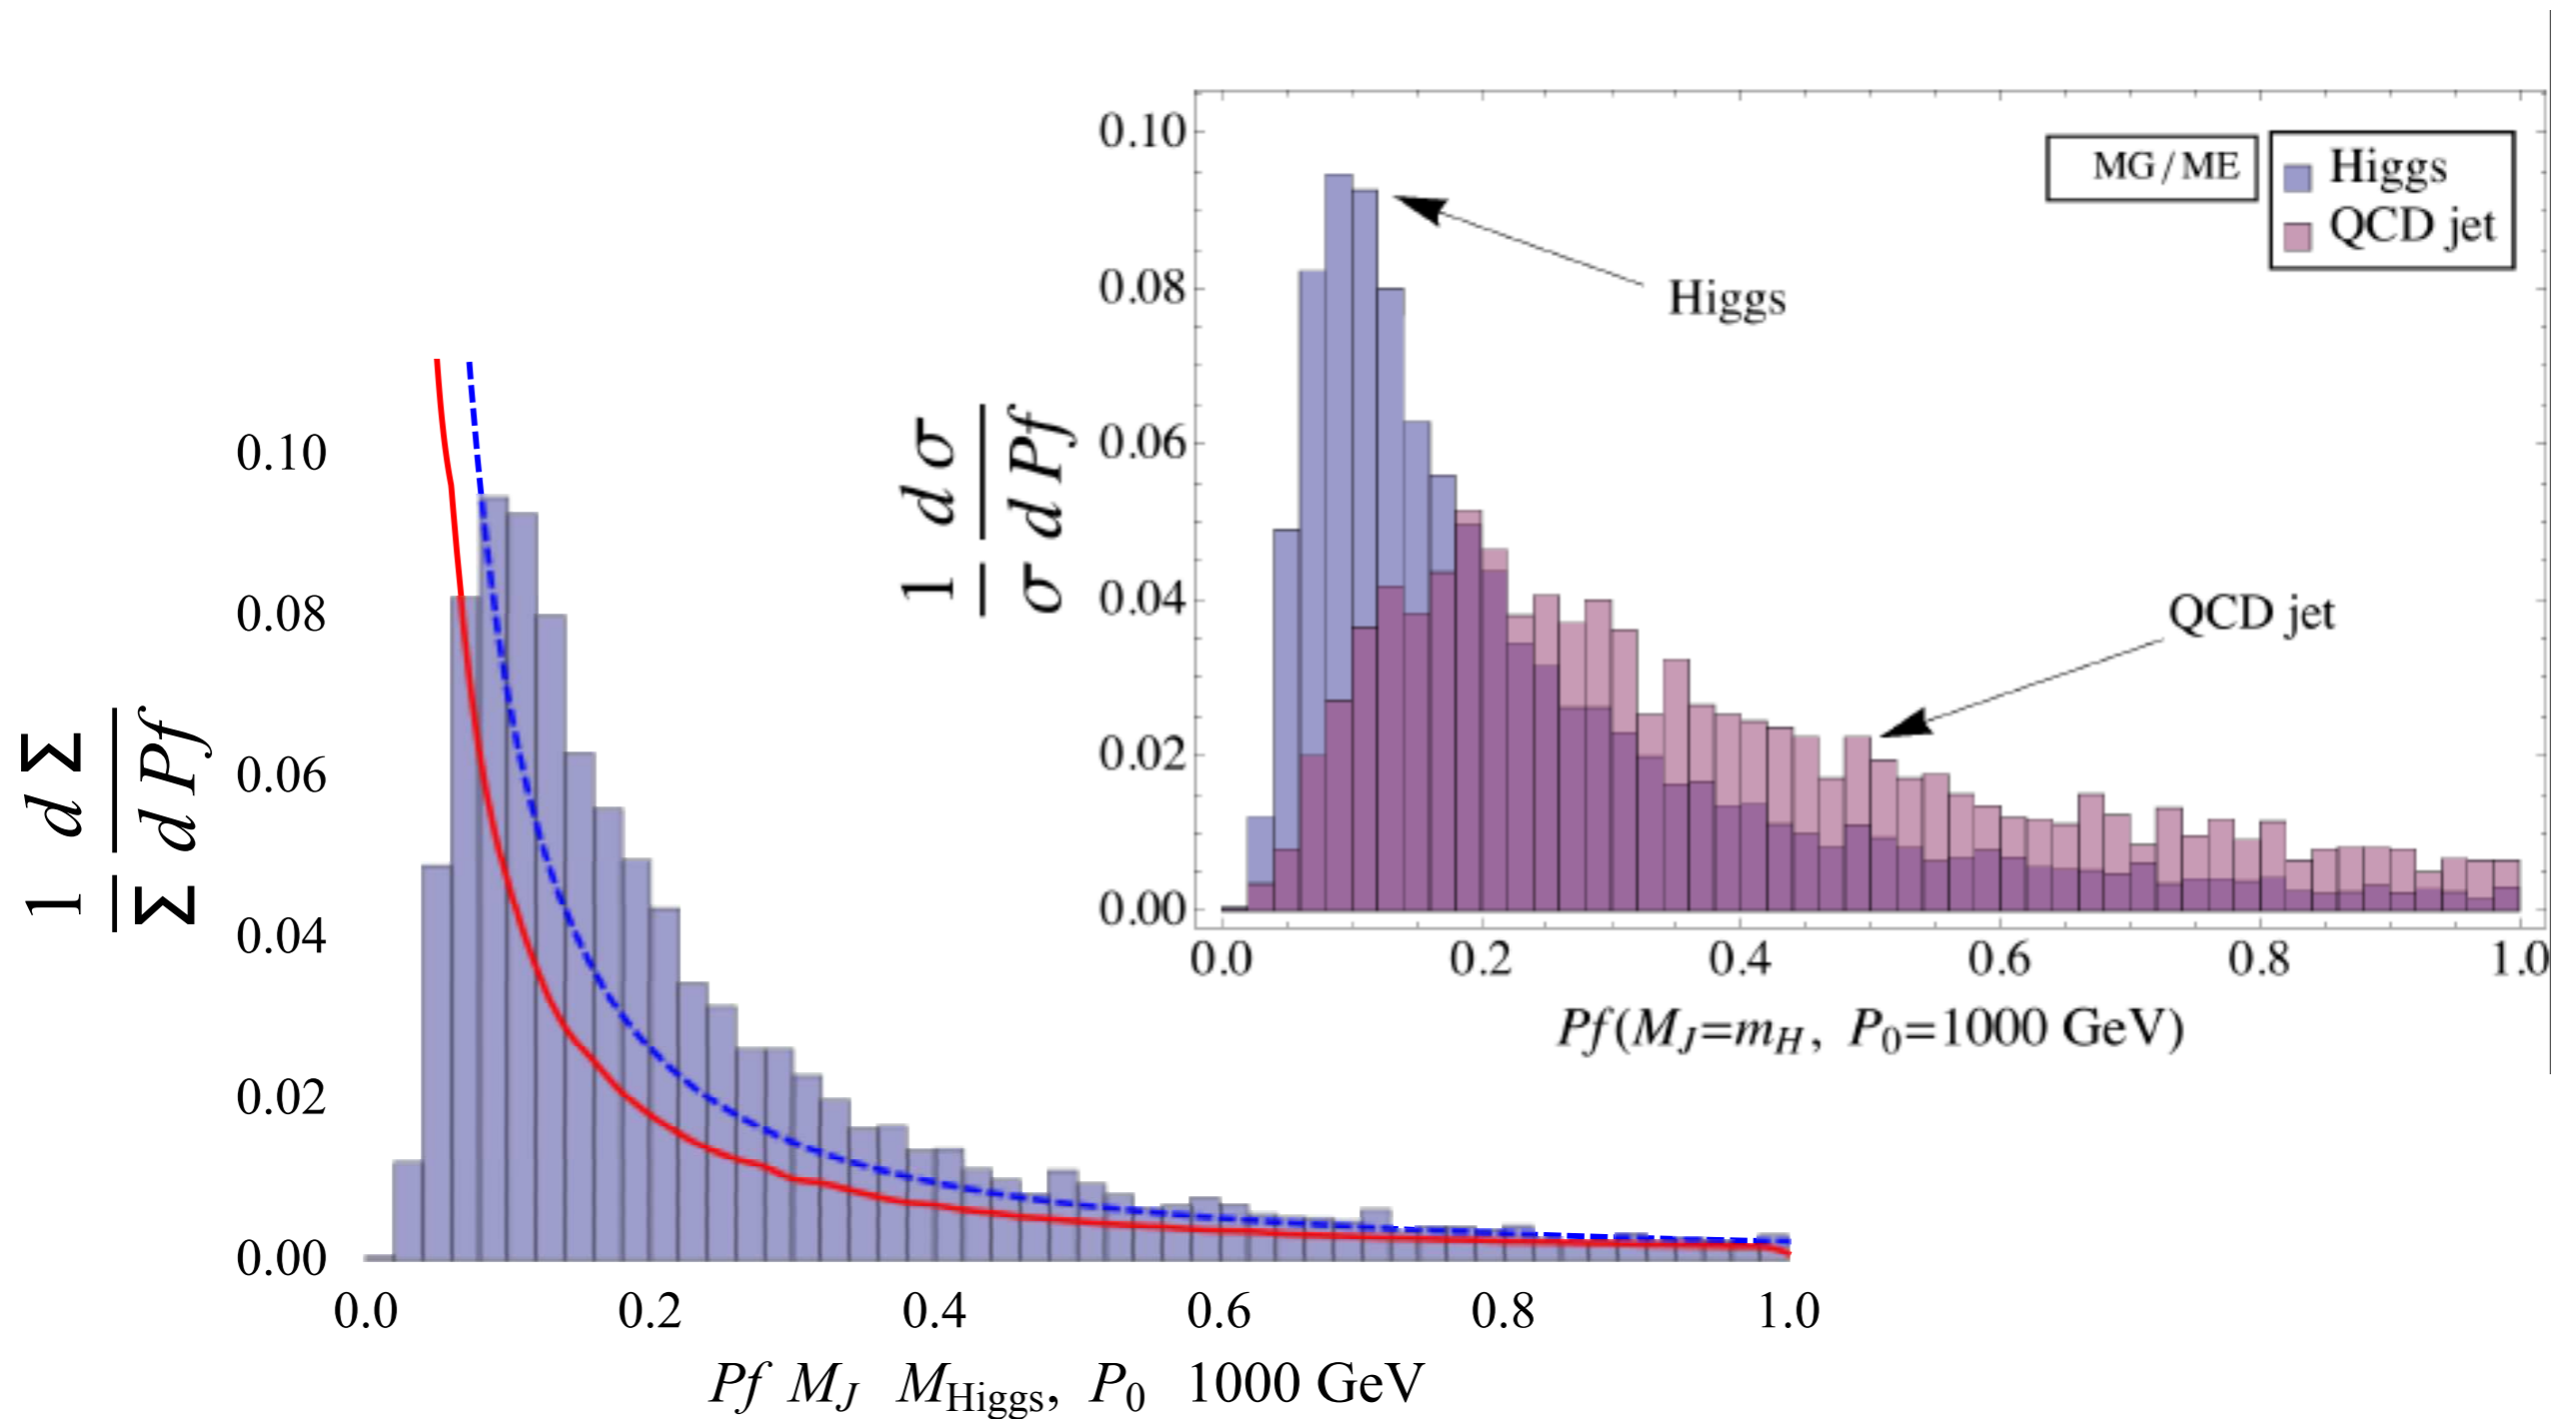 0.10
0.08
0.06
0.04
0.02
0.00
1 dσ
σ dPf
MG/ME
Higgs
QCD jet
Higgs
QCD jet
0.0 0.2 0.4 0.6 0.8 1.0
Pf(M_J=m_H, P_0=1000 GeV)
0.10
0.08
0.06
0.04
0.02
0.00
1 dΣ
Σ dPf
0.0 0.2 0.4 0.6 0.8 1.0
Pf M_J M_Higgs, P_0 1000 GeV